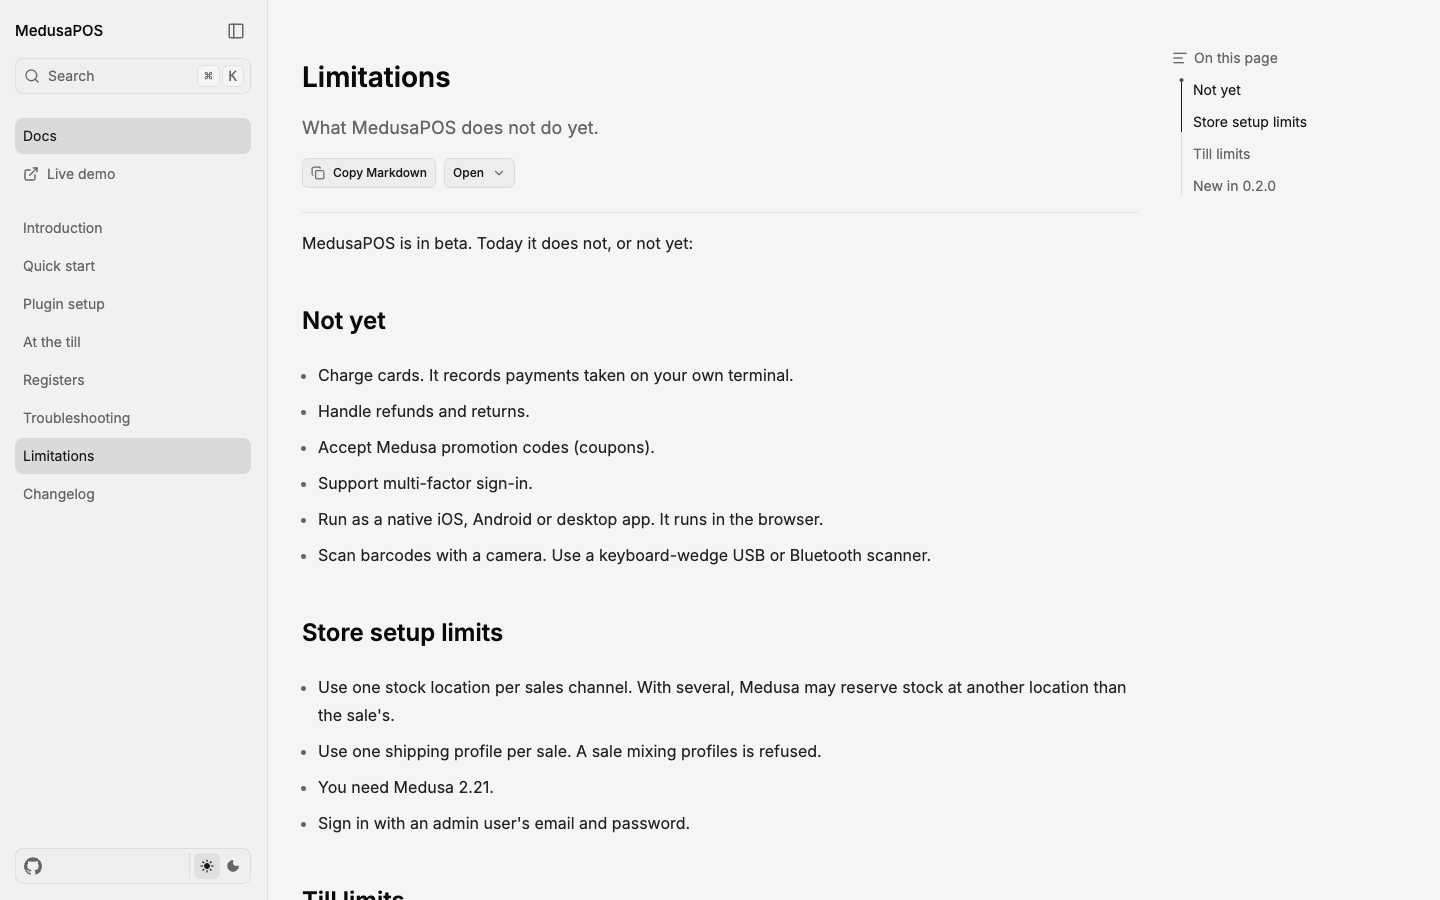 MedusaPOS
Search
⌘ K
Docs
Live demo
Introduction
Quick start
Plugin setup
At the till
Registers
Troubleshooting
Limitations
Changelog
Limitations
What MedusaPOS does not do yet.
Copy Markdown
Open
MedusaPOS is in beta. Today it does not, or not yet:
Not yet
Charge cards. It records payments taken on your own terminal.
Handle refunds and returns.
Accept Medusa promotion codes (coupons).
Support multi-factor sign-in.
Run as a native iOS, Android or desktop app. It runs in the browser.
Scan barcodes with a camera. Use a keyboard-wedge USB or Bluetooth scanner.
Store setup limits
Use one stock location per sales channel. With several, Medusa may reserve stock at another location than
the sale's.
Use one shipping profile per sale. A sale mixing profiles is refused.
You need Medusa 2.21.
Sign in with an admin user's email and password.
Till limits
On this page
Not yet
Store setup limits
Till limits
New in 0.2.0